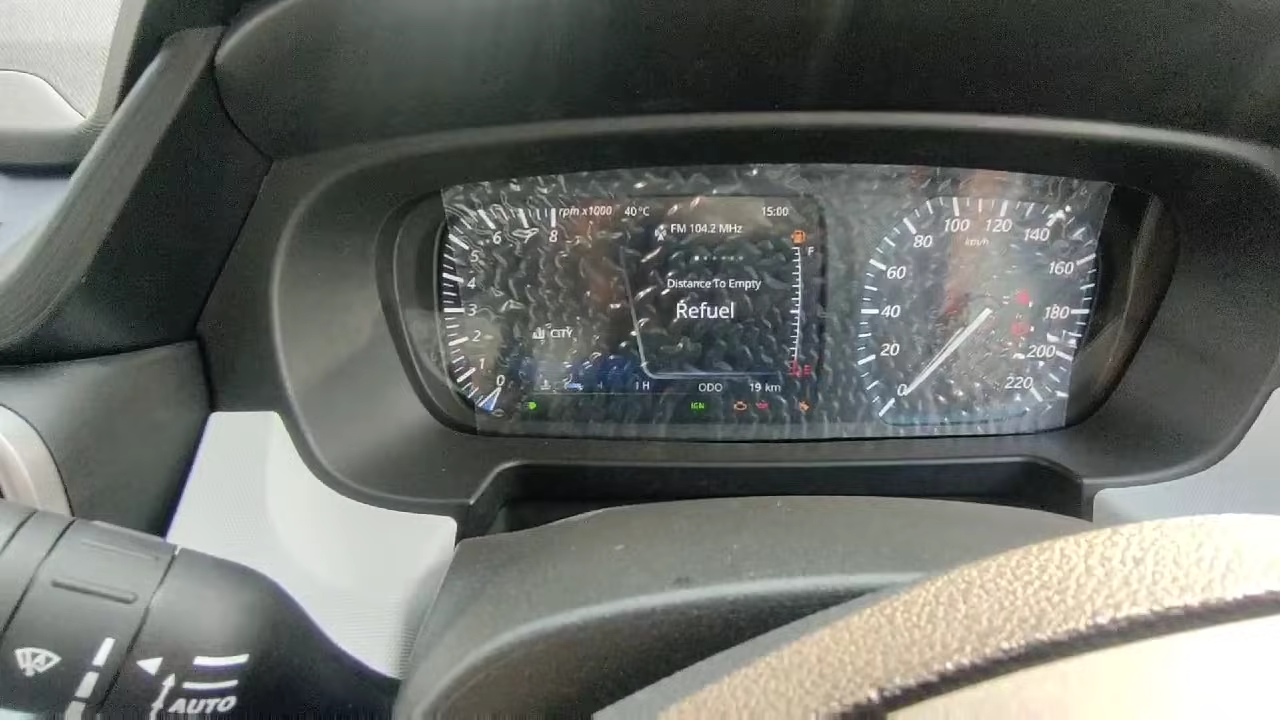 rpm x1000 40°C 15:00
FM 104.2 MHz
F
Distance To Empty
Refuel
CITY
E
1 H ODO 19 km
IGN
8
6
5
4
3
2
1
0
km/h
0
20
40
60
80
100
120
140
160
180
200
220
AUTO